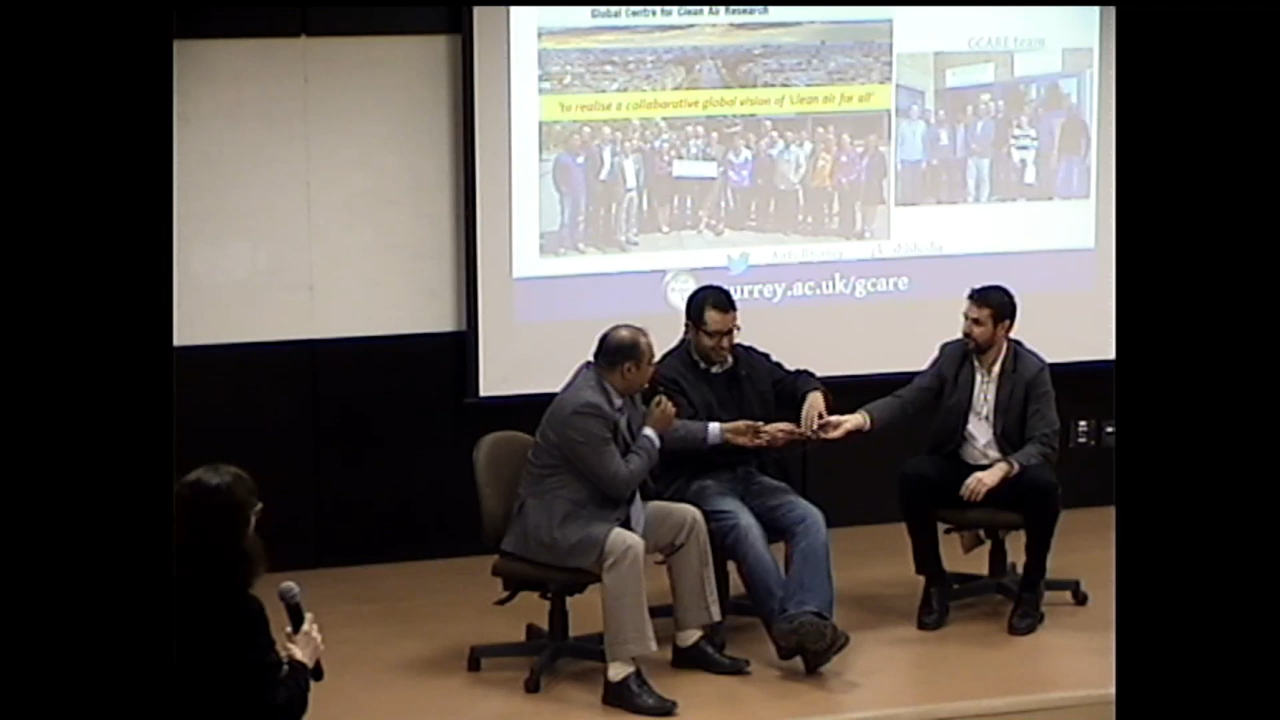 Global Centre for Clean Air Research
GCARE team
'to realise a collaborative global vision of 'clean air for all'
surrey.ac.uk/gcare